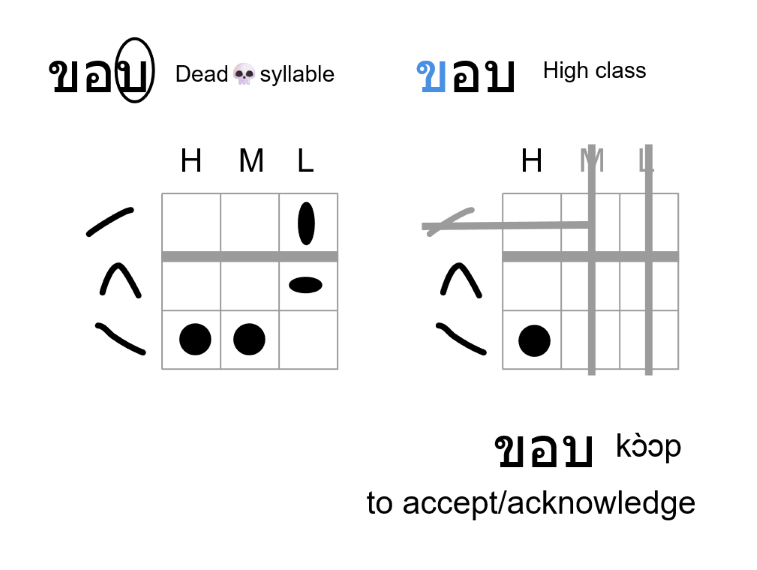 ขอบ Dead💀syllable
ขอบ High class
H M L
H M L
ขอบ kɔ̀ɔp
to accept/acknowledge